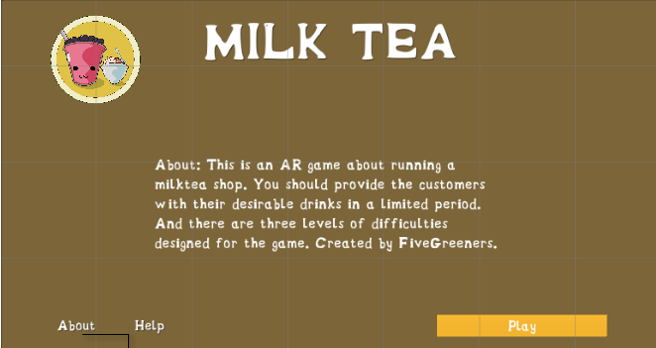 MILK TEA
About: This is an AR game about running a
milktea shop. You should provide the customers
with their desirable drinks in a limited period.
And there are three levels of difficulties
designed for the game. Created by FiveGreeners.
About
Help
Play